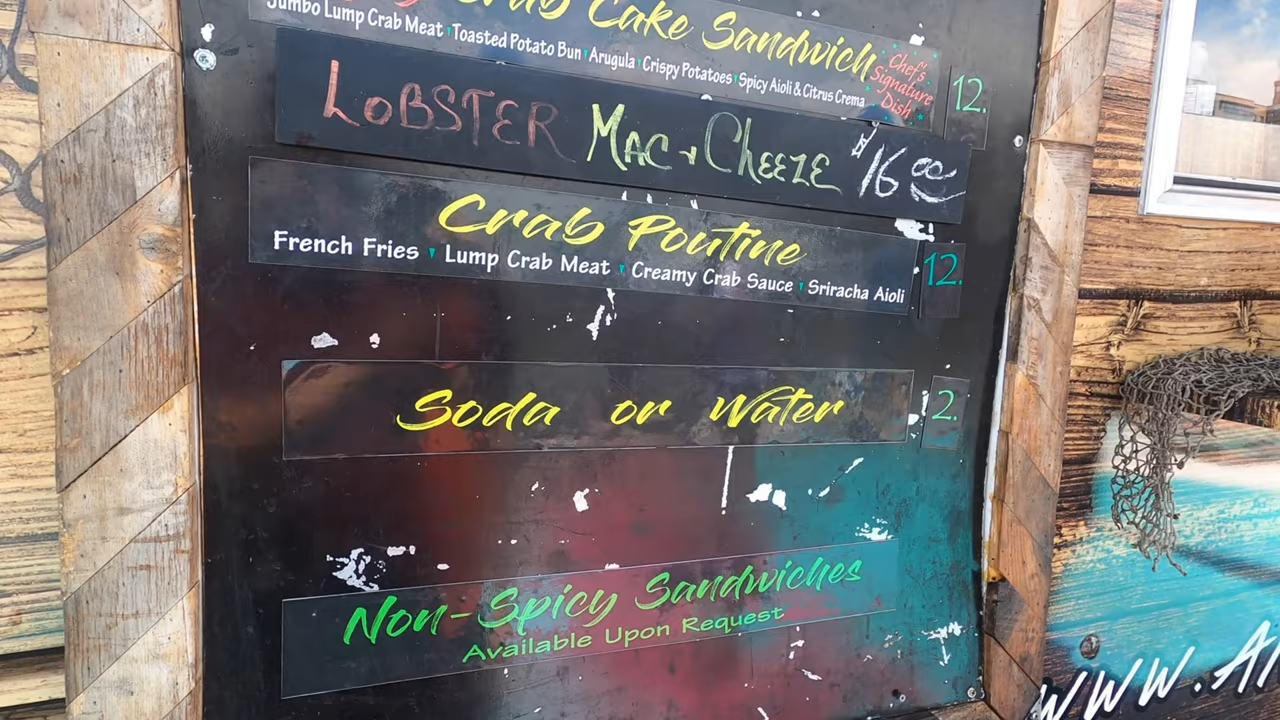 Crab Cake Sandwich
Jumbo Lump Crab Meat Toasted Potato Bun Arugula Crispy Potatoes Spicy Aioli & Citrus Crema
Chef's
Signature
Dish
12.
LOBSTER MAC + CHEEZE $16 00
Crab Poutine
French Fries Lump Crab Meat Creamy Crab Sauce Sriracha Aioli
12.
Soda or Water
2.
Non-Spicy Sandwiches
Available Upon Request